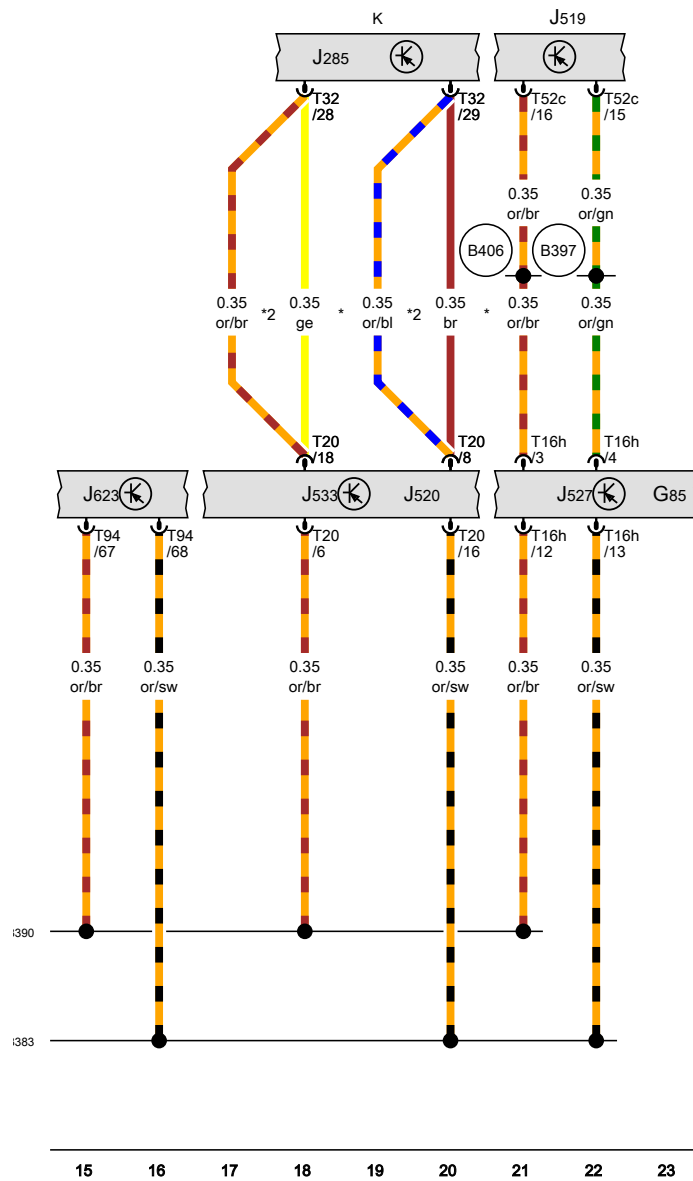 K J519
J285
T32 T32 T52c T52c
/28 /29 /16 /15
0.35 0.35
or/br or/gn
B406 B397
0.35 0.35 0.35 0.35 0.35 0.35
or/br *2 ge * or/bl *2 br * or/br or/gn
T20 T20 T16h T16h
/18 /8 /3 /4
J623 J533 J520 J527 G85
T94 T94 T20 T20 T16h T16h
/67 /68 /6 /16 /12 /13
0.35 0.35 0.35 0.35 0.35 0.35
or/br or/sw or/br or/sw or/br or/sw
390
383
15 16 17 18 19 20 21 22 23